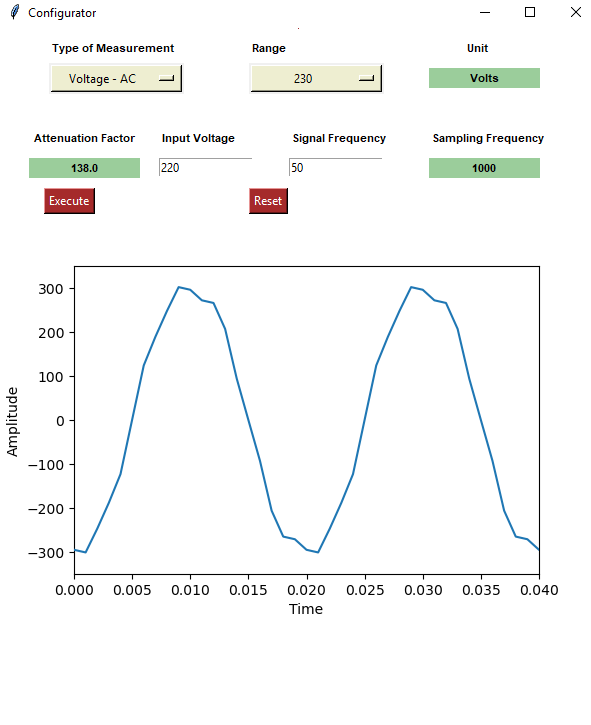 Configurator
Type of Measurement Range Unit
Voltage - AC 230 Volts
Attenuation Factor Input Voltage Signal Frequency Sampling Frequency
138.0 220 50 1000
Execute Reset
300
200
100
0
−100
−200
−300
Amplitude
0.000 0.005 0.010 0.015 0.020 0.025 0.030 0.035 0.040
Time